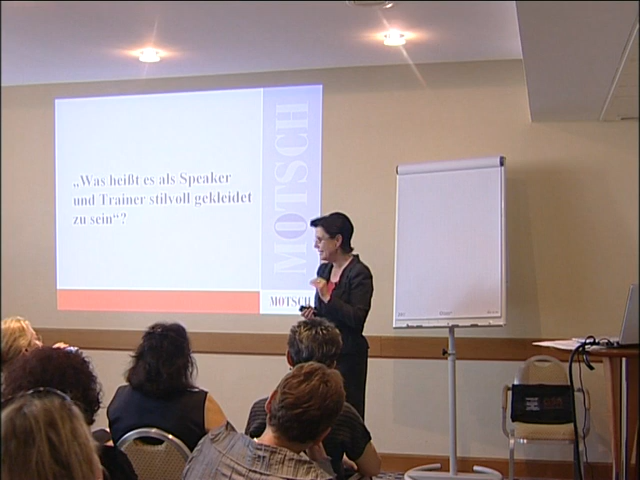 „Was heißt es als Speaker
und Trainer stilvoll gekleidet
zu sein“?
MOTSCH
MOTSCH